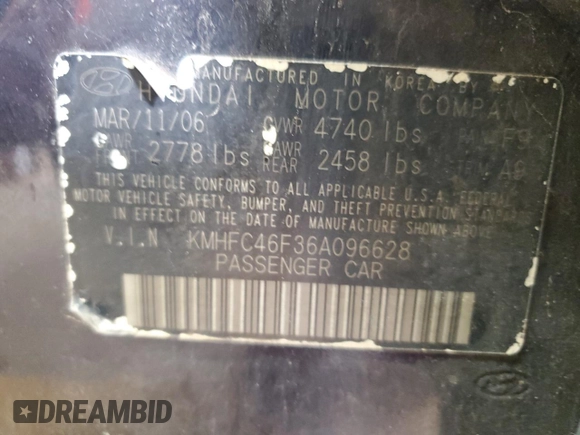 MANUFACTURED IN KOREA BY
HYUNDAI MOTOR COMPANY
MAR/11/06 GVWR 4740 lbs
2778 lbs GAWR REAR 2458 lbs
THIS VEHICLE CONFORMS TO ALL APPLICABLE U.S.A. FEDERAL
MOTOR VEHICLE SAFETY, BUMPER, AND THEFT PREVENTION STANDARDS
IN EFFECT ON THE DATE OF MANUFACTURE SHOWN ABOVE.
V.I.N KMHFC46F36A096628
PASSENGER CAR
DREAMBID